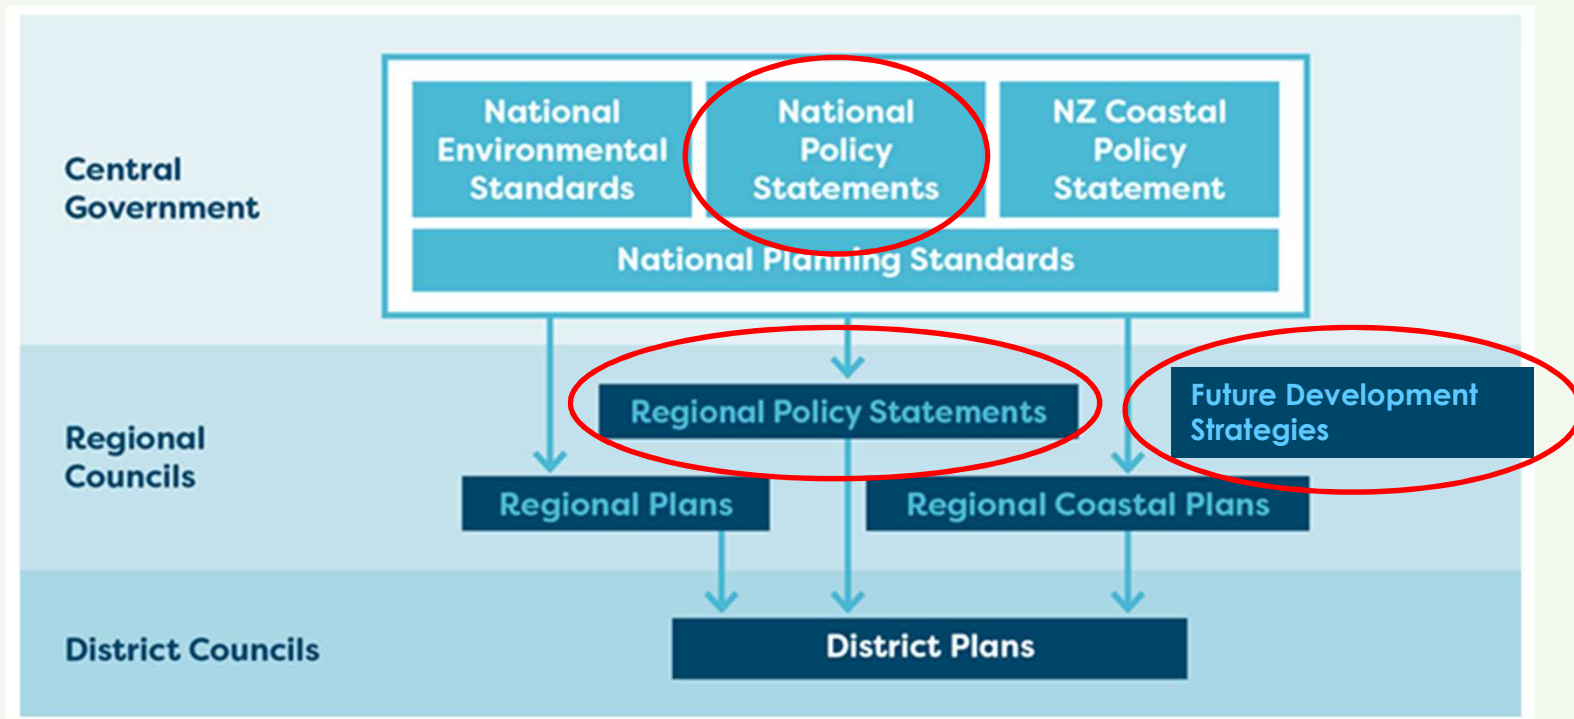 Central
Government
National
Environmental
Standards
National
Policy
Statements
NZ Coastal
Policy
Statement
National Planning Standards
Regional
Councils
Regional Policy Statements
Future Development
Strategies
Regional Plans
Regional Coastal Plans
District Councils
District Plans